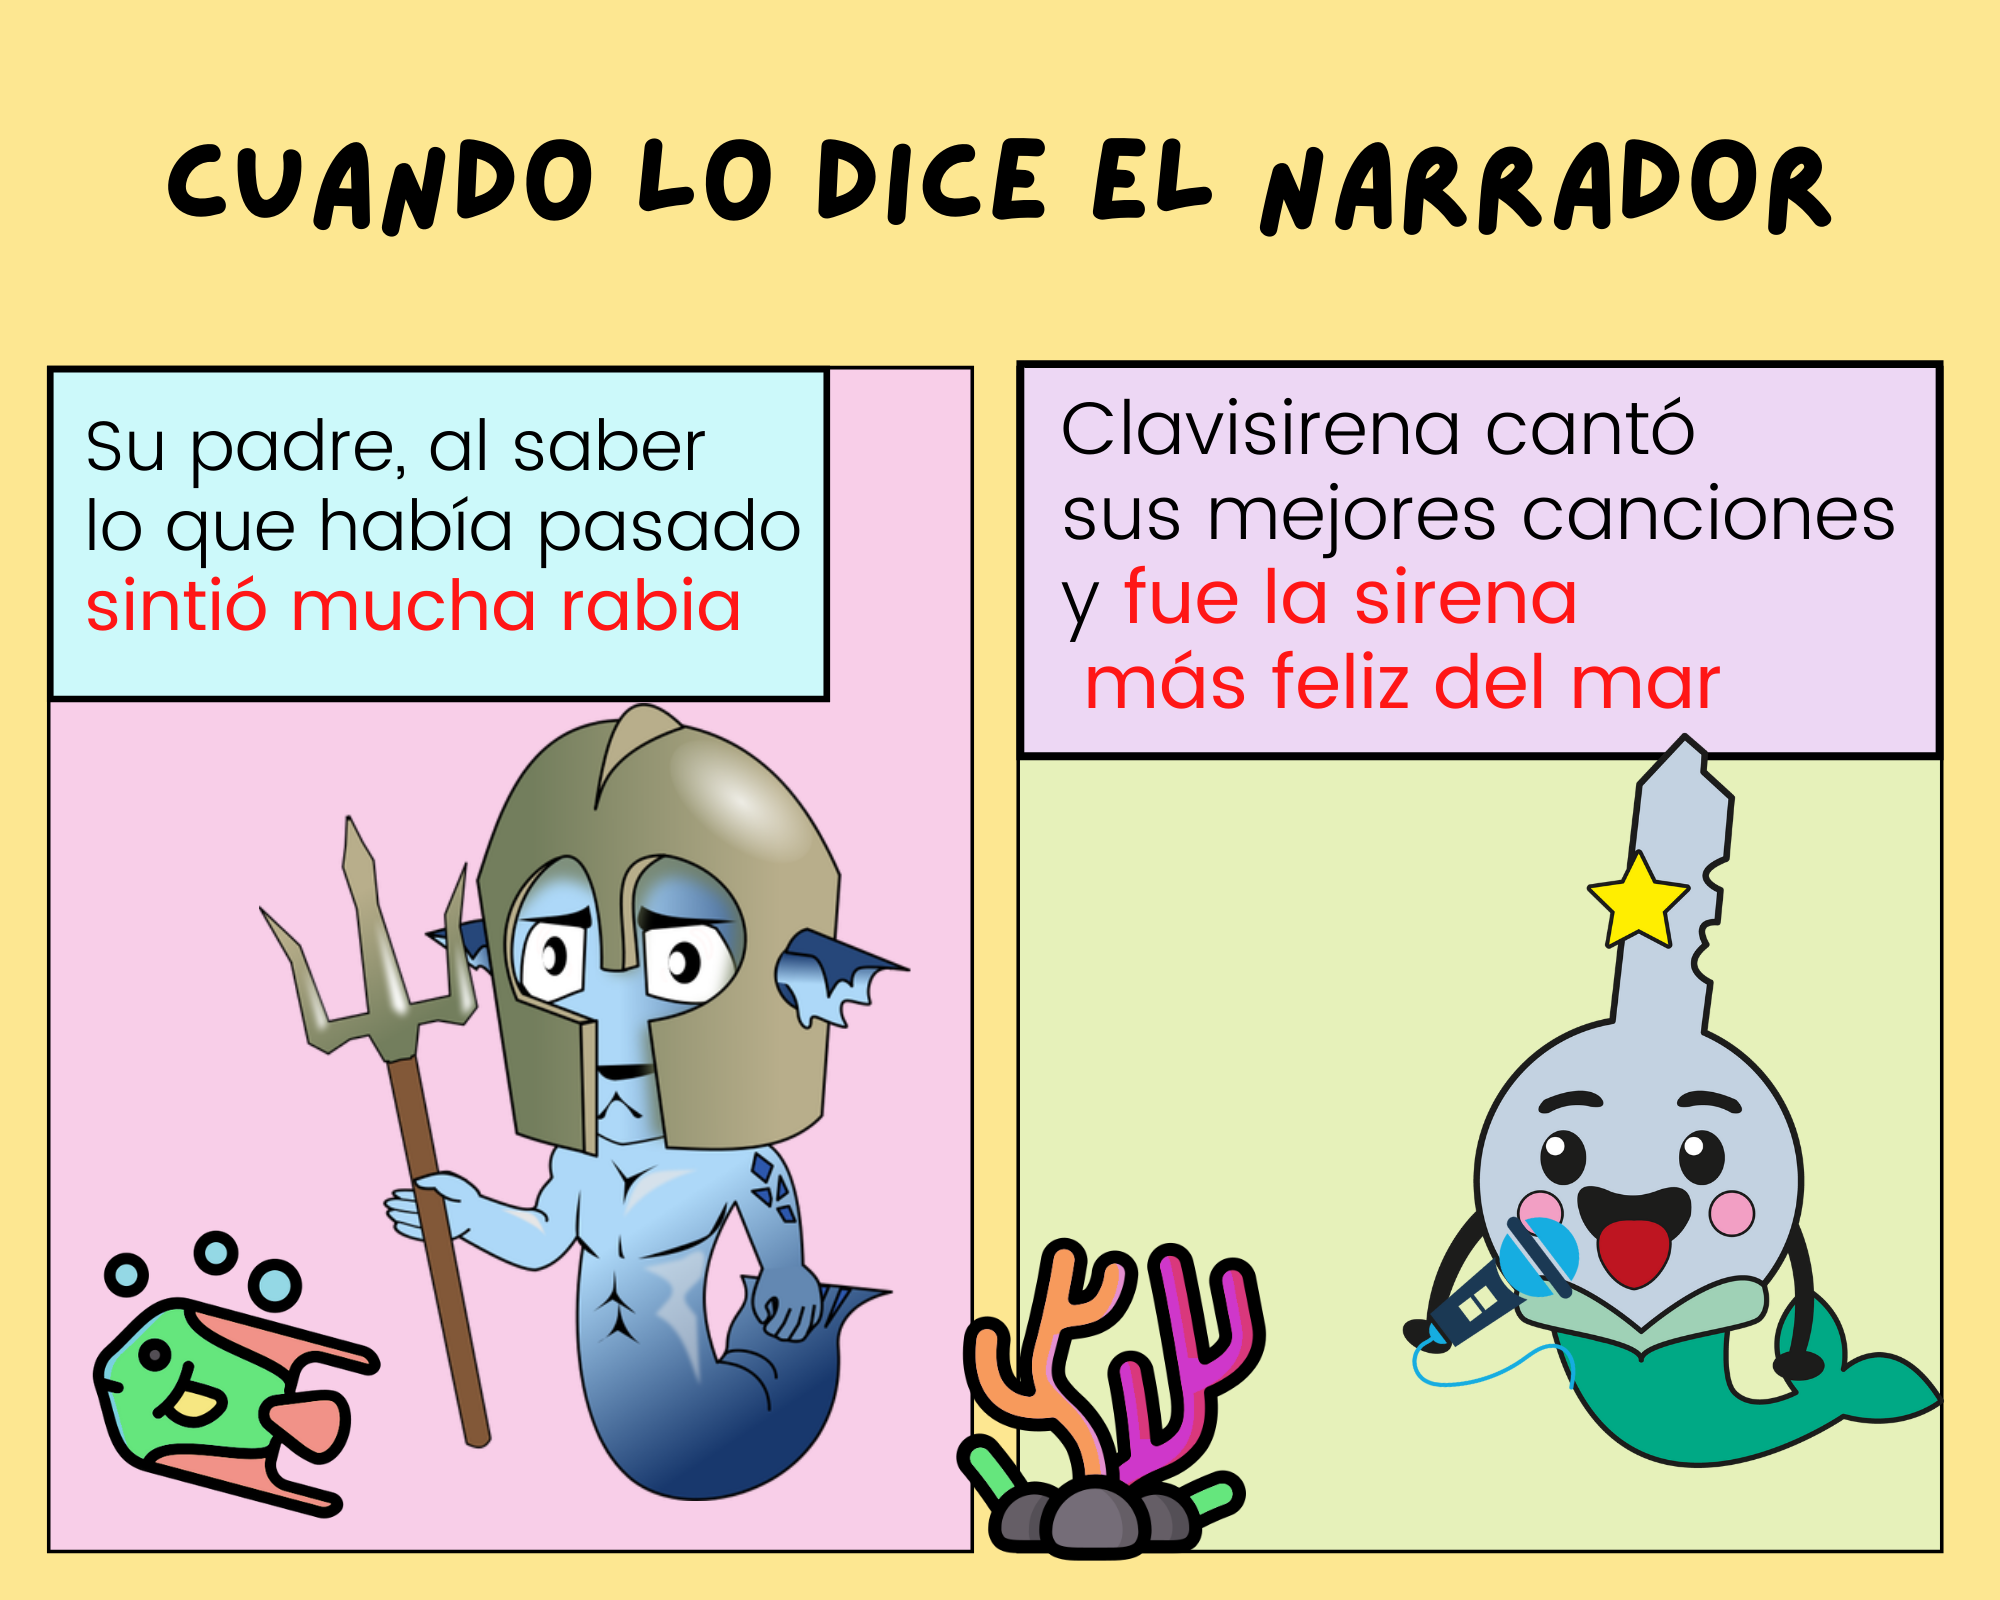 CUANDO LO DICE EL NARRADOR
Su padre, al saber
lo que había pasado
sintió mucha rabia
Clavisirena cantó
sus mejores canciones
y fue la sirena
más feliz del mar